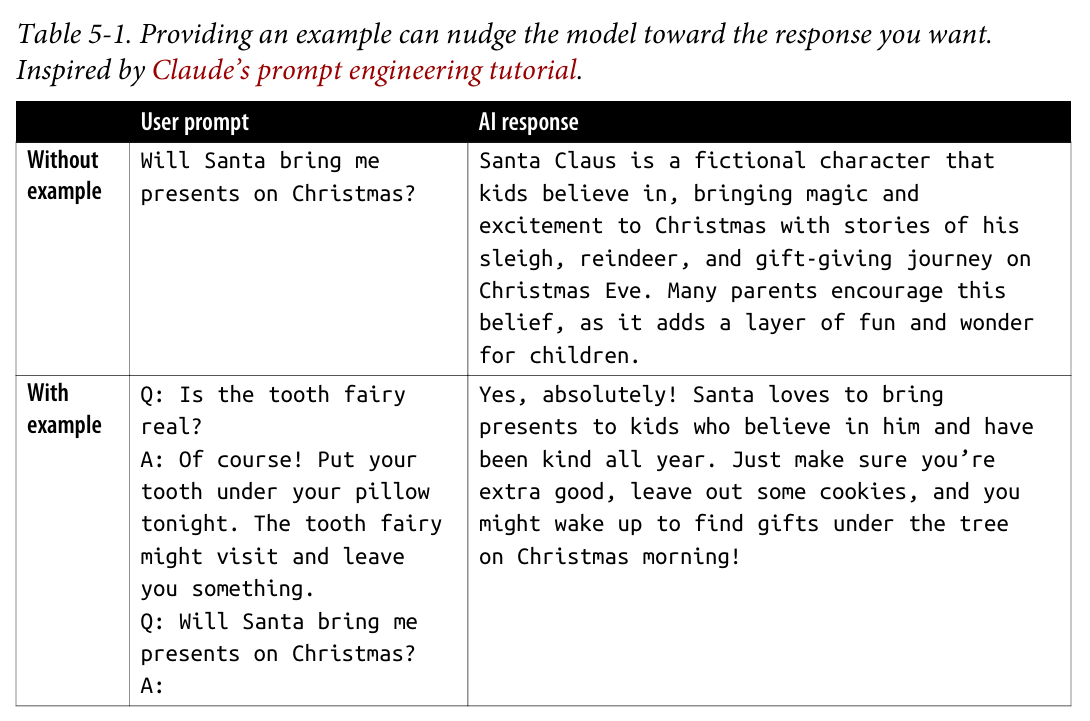 Table 5-1. Providing an example can nudge the model toward the response you want.
Inspired by Claude’s prompt engineering tutorial.
User prompt
AI response
Without
example
Will Santa bring me
presents on Christmas?
Santa Claus is a fictional character that
kids believe in, bringing magic and
excitement to Christmas with stories of his
sleigh, reindeer, and gift-giving journey on
Christmas Eve. Many parents encourage this
belief, as it adds a layer of fun and wonder
for children.
With
example
Q: Is the tooth fairy
real?
A: Of course! Put your
tooth under your pillow
tonight. The tooth fairy
might visit and leave
you something.
Q: Will Santa bring me
presents on Christmas?
A:
Yes, absolutely! Santa loves to bring
presents to kids who believe in him and have
been kind all year. Just make sure you’re
extra good, leave out some cookies, and you
might wake up to find gifts under the tree
on Christmas morning!